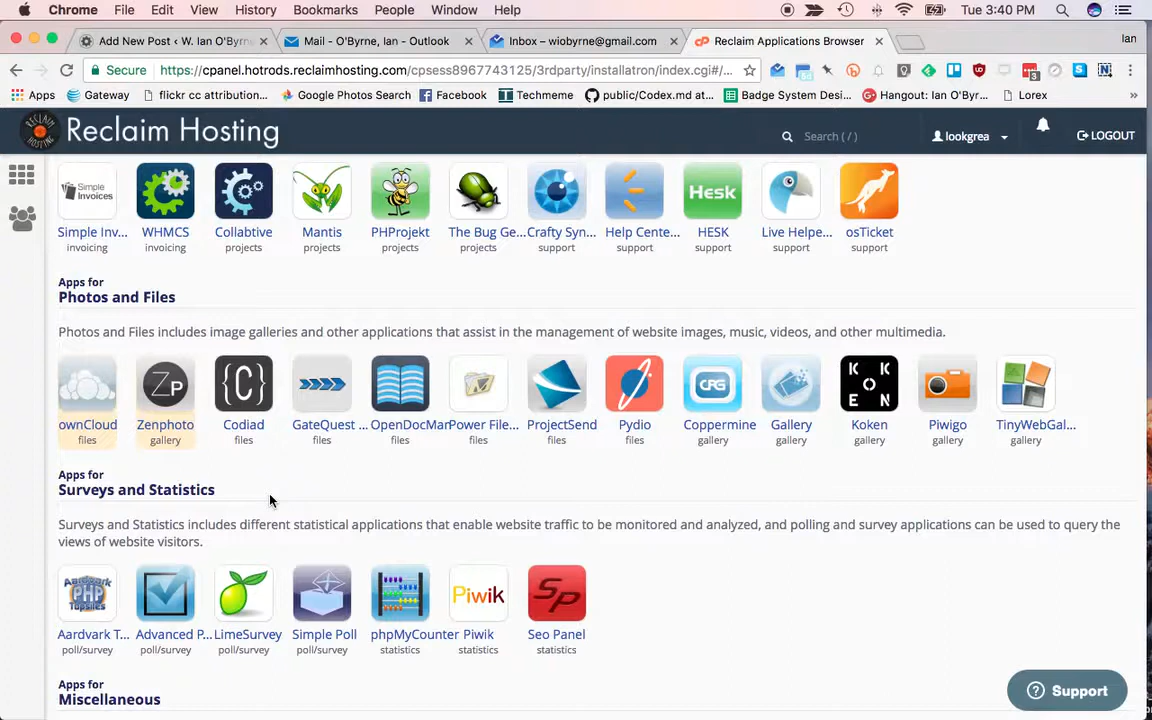 Chrome File Edit View History Bookmarks People Window Help Tue 3:40 PM
Add New Post ‹ W. Ian O'Byrn Mail - O'Byrne, Ian - Outlook Inbox – wiobyrne@gmail.com Reclaim Applications Browser Ian
Secure https://cpanel.hotrods.reclaimhosting.com/cpsess8967743125/3rdparty/installatron/index.cgi#/...
Apps Gateway flickr cc attribution... Google Photos Search Facebook Techmeme public/Codex.md at... Badge System Desi... Hangout: Ian O'Byr... Lorex »
RECLAIM HOSTING Reclaim Hosting Search ( / ) lookgrea LOGOUT
Simple Invoices Hesk
Simple Inv... WHMCS Collabtive Mantis PHProjekt The Bug Ge... Crafty Syn... Help Cente... HESK Live Helpe... osTicket
invoicing invoicing projects projects projects projects support support support support support
Apps for
Photos and Files
Photos and Files includes image galleries and other applications that assist in the management of website images, music, videos, and other multimedia.
ZP {C} CPG K K O N E N
ownCloud Zenphoto Codiad GateQuest ... OpenDocMan Power File... ProjectSend Pydio Coppermine Gallery Koken Piwigo TinyWebGal...
files gallery files files files files files files gallery gallery gallery gallery gallery
Apps for
Surveys and Statistics
Surveys and Statistics includes different statistical applications that enable website traffic to be monitored and analyzed, and polling and survey applications can be used to query the
views of website visitors.
Aardvark PHP Topsites Piwik SP
Aardvark T... Advanced P... LimeSurvey Simple Poll phpMyCounter Piwik Seo Panel
poll/survey poll/survey poll/survey poll/survey statistics statistics statistics
Apps for
Miscellaneous
Support